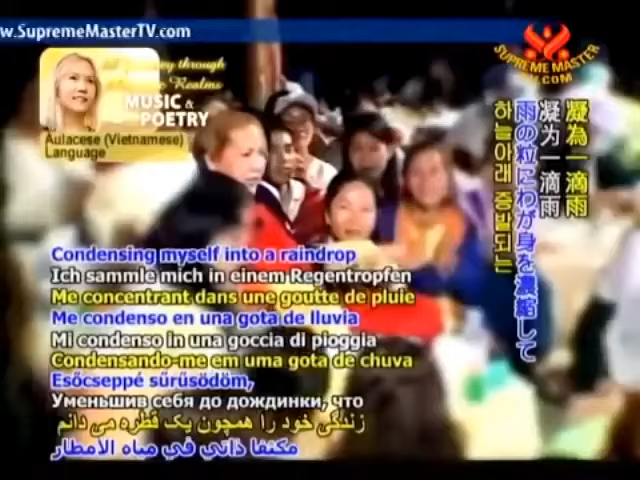 w.SupremeMasterTV.com
SUPREME MASTER
TV.COM
MUSIC &
POETRY
Aulacese (Vietnamese)
Language
凝為一滴雨
凝为一滴雨
雨の粒にわが身を濃縮して
하늘아래 증발되는
Condensing myself into a raindrop
Ich sammle mich in einem Regentropfen
Me concentrant dans une goutte de pluie
Me condenso en una gota de lluvia
Mi condenso in una goccia di pioggia
Condensando-me em uma gota de chuva
Esőcseppé sűrűsödöm,
Уменьшив себя до дождинки, что
زندگی خود را همچون یک قطره می دانم
مكثفا ذاتي في مياه الامطار